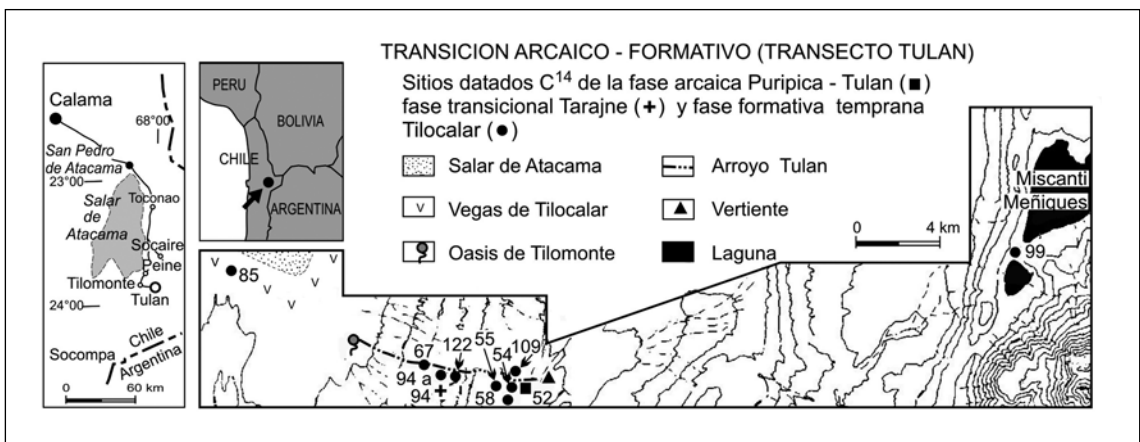 TRANSICION ARCAICO - FORMATIVO (TRANSECTO TULAN)
Sitios datados C14 de la fase arcaica Puripica - Tulan (■)
fase transicional Tarajne (+) y fase formativa temprana
Tilocalar (●)
Salar de Atacama
Arroyo Tulan
v Vegas de Tilocalar
Vertiente
Oasis de Tilomonte
Laguna
0 4 km
Calama
68°00
San Pedro
de Atacama
23°00
Toconao
Salar
de
Atacama
Socaire
Peine
Tilomonte
Tulan
24°00
Chile
Argentina
Socompa
0 60 km
PERU
BOLIVIA
CHILE
ARGENTINA
Miscanti
Meñiques
99
v
85
v
v
v
v
v
67
122
55
54
109
94 a
94
58
52